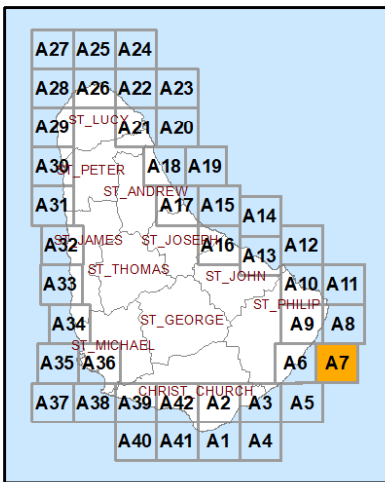 A27 A25 A24
A28 A26 A22 A23
A29 ST_LUCY A21 A20
A30 ST_PETER A18 A19
ST_ANDREW
A31 A17 A15 A14
A32 ST_JAMES ST_JOSEPH A16 A13 A12
A33 ST_THOMAS ST_JOHN A10 A11
ST_PHILIP
A34 ST_GEORGE A9 A8
ST_MICHAEL
A35 A36 A6 A7
CHRIST_CHURCH
A37 A38 A39 A42 A2 A3 A5
A40 A41 A1 A4